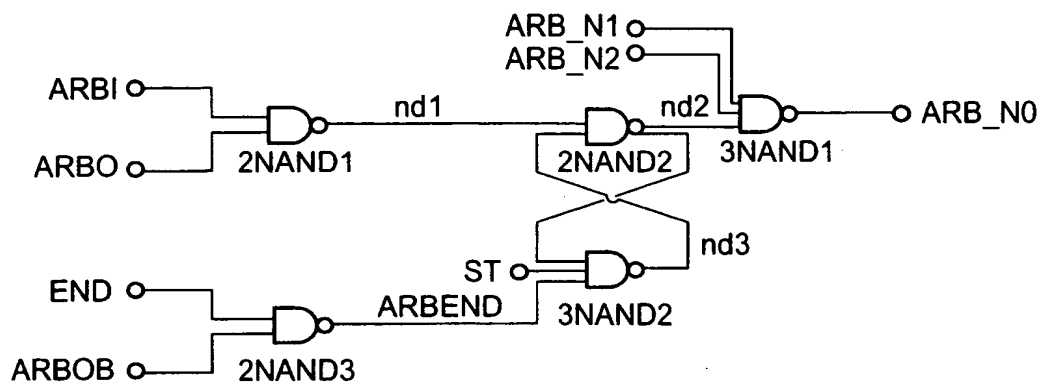 ARB_N1
ARB_N2
ARBI
nd1
nd2
ARB_N0
ARBO
2NAND1
2NAND2
3NAND1
nd3
ST
END
ARBEND
3NAND2
ARBOB
2NAND3